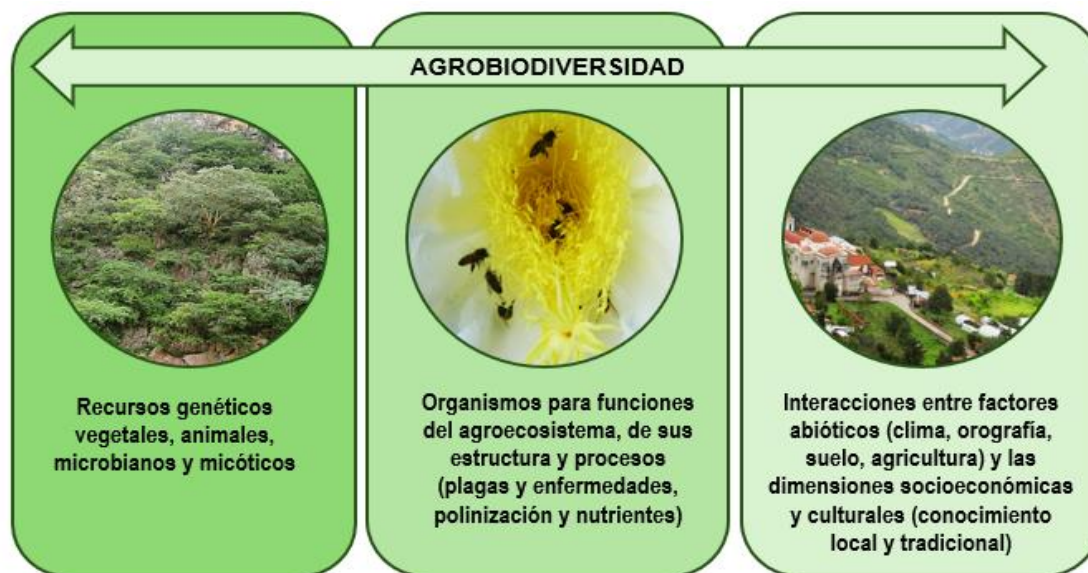 AGROBIODIVERSIDAD
Recursos genéticos
vegetales, animales,
microbianos y micóticos
Organismos para funciones
del agroecosistema, de sus
estructura y procesos
(plagas y enfermedades,
polinización y nutrientes)
Interacciones entre factores
abióticos (clima, orografía,
suelo, agricultura) y las
dimensiones socioeconómicas
y culturales (conocimiento
local y tradicional)